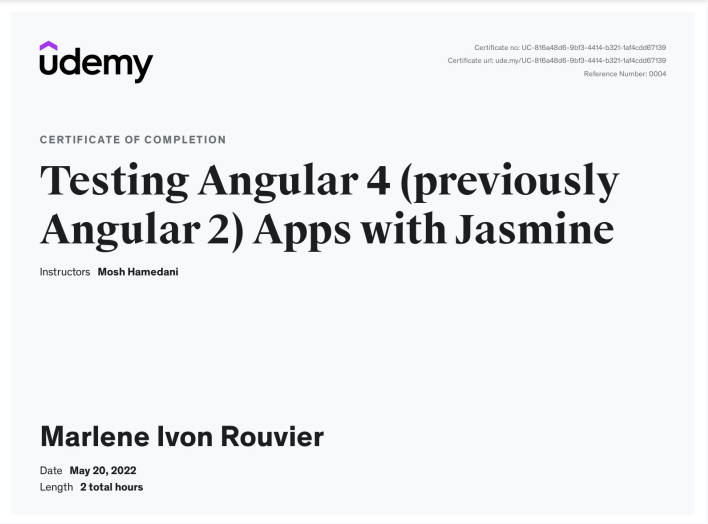 udemy
Certificate no: UC-816a48d6-9bf3-4414-b321-1af4cdd67139
Certificate url: ude.my/UC-816a48d6-9bf3-4414-b321-1af4cdd67139
Reference Number: 0004
CERTIFICATE OF COMPLETION
Testing Angular 4 (previously
Angular 2) Apps with Jasmine
Instructors Mosh Hamedani
Marlene Ivon Rouvier
Date May 20, 2022
Length 2 total hours